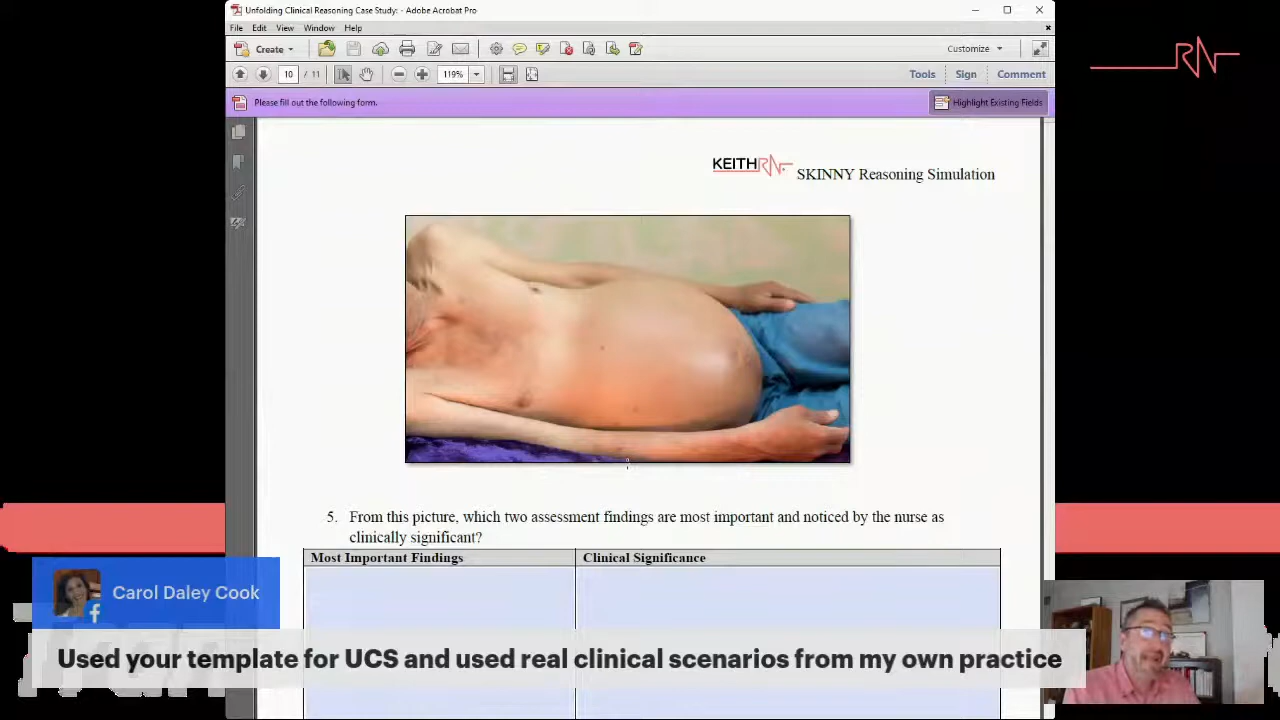 Unfolding Clinical Reasoning Case Study: - Adobe Acrobat Pro
File Edit View Window Help
Create
Customize
10 / 11
119%
Tools Sign Comment
Please fill out the following form.
Highlight Existing Fields
RN
KEITHRN SKINNY Reasoning Simulation
5. From this picture, which two assessment findings are most important and noticed by the nurse as
clinically significant?
Most Important Findings Clinical Significance
Carol Daley Cook
Used your template for UCS and used real clinical scenarios from my own practice